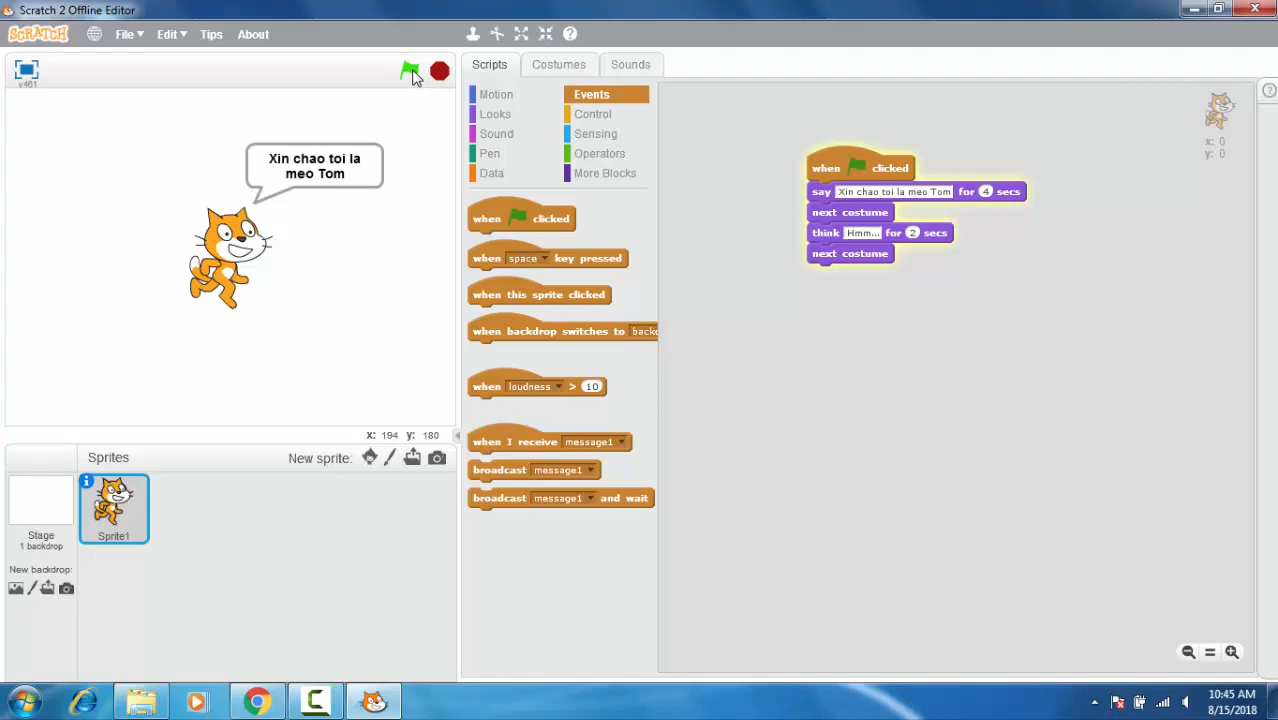 Scratch 2 Offline Editor
SCRATCH File Edit Tips About
v461
Scripts Costumes Sounds
Motion Events
Looks Control
Sound Sensing
Pen Operators
Data More Blocks
Xin chao toi la
meo Tom
when clicked
when space key pressed
when this sprite clicked
when backdrop switches to backd
when loudness > 10
when I receive message1
broadcast message1
broadcast message1 and wait
when clicked
say Xin chao toi la meo Tom for 4 secs
next costume
think Hmm... for 2 secs
next costume
x: 0
y: 0
x: 194 y: 180
Sprites New sprite:
Stage
1 backdrop
New backdrop:
Sprite1
10:45 AM
8/15/2018